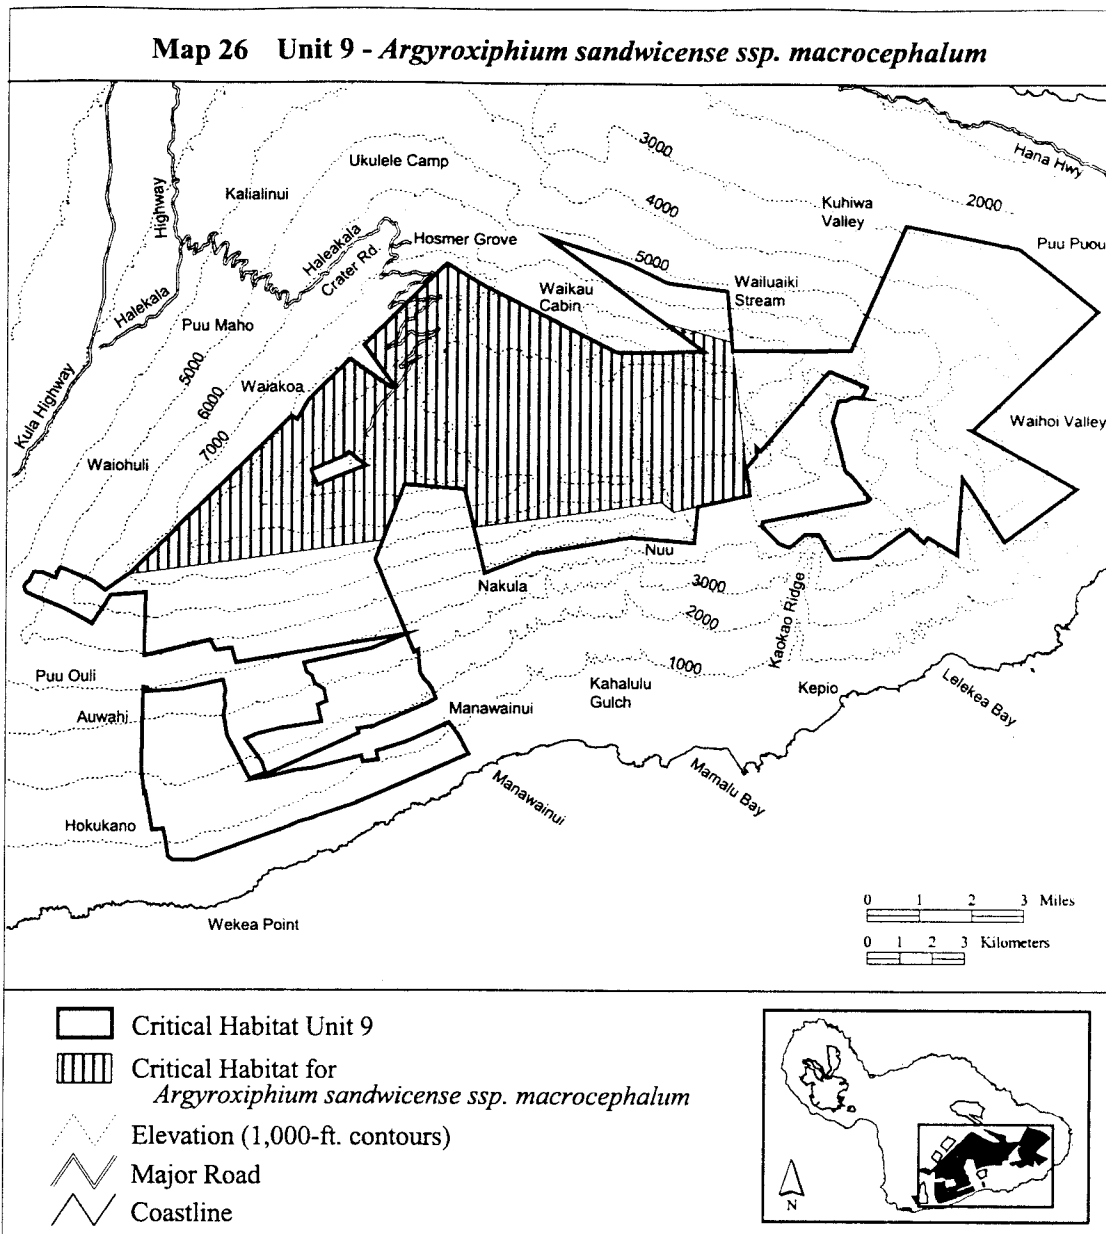 Map 26 Unit 9 - Argyroxiphium sandwicense ssp. macrocephalum
Hana Hwy
3000
2000
Ukulele Camp
Kalialinui
Highway
4000
Kuhiwa
Valley
Puu Puou
Haleakala
Crater Rd.
Hosmer Grove
5000
Waikau
Cabin
Wailuaiki
Stream
Halekala
Puu Maho
5000
6000
7000
Waiakoa
Kula Highway
Waiohuli
Waihoi Valley
Nuu
Nakula
3000
2000
1000
Kaokao Ridge
Puu Ouli
Auwahi
Manawainui
Kahalulu
Gulch
Kepio
Lelekea Bay
Mamalu Bay
Manawainui
Hokukano
Wekea Point
0 1 2 3 Miles
0 1 2 3 Kilometers
Critical Habitat Unit 9
Critical Habitat for
Argyroxiphium sandwicense ssp. macrocephalum
Elevation (1,000-ft. contours)
Major Road
Coastline
N